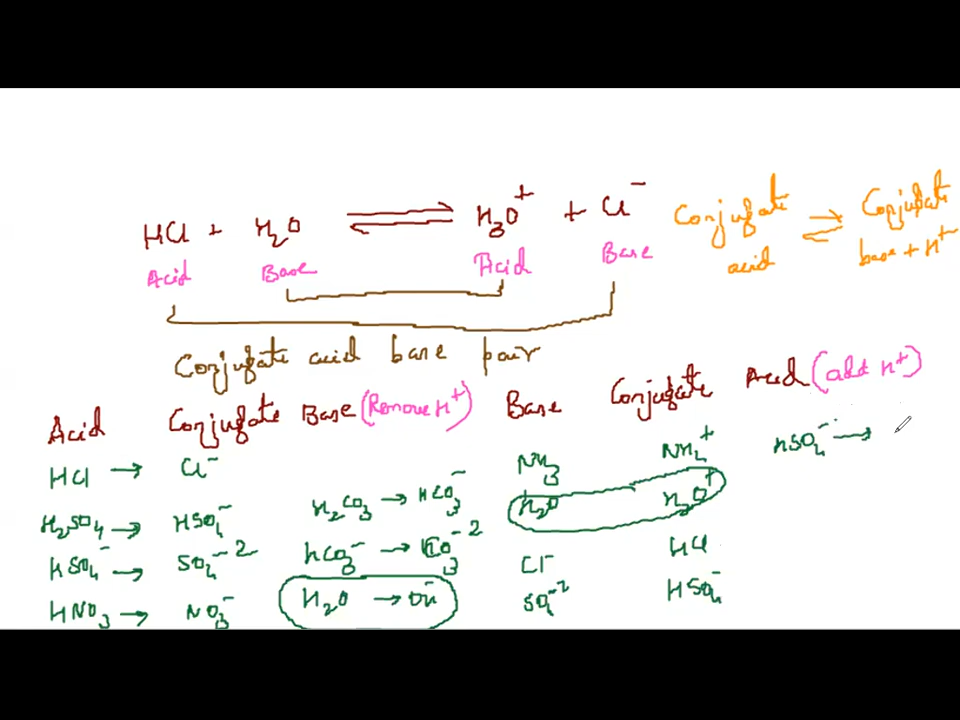 HCl + H₂O ⇌ H₃O⁺ + Cl⁻
Acid Base Acid Base
Conjugate acid base pair
Conjugate ⇌ Conjugate
acid base + H⁺
Acid Conjugate Base (Remove H⁺) Base Conjugate Acid (add H⁺)
HCl → Cl⁻
H₂SO₄ → HSO₄⁻
HSO₄⁻ → SO₄⁻²
HNO₃ → NO₃⁻
H₂CO₃ → HCO₃⁻
HCO₃⁻ → CO₃⁻²
H₂O → OH⁻
NH₃ NH₄⁺
H₂O H₃O⁺
Cl⁻ HCl
SO₄⁻² HSO₄⁻
HSO₄⁻ →